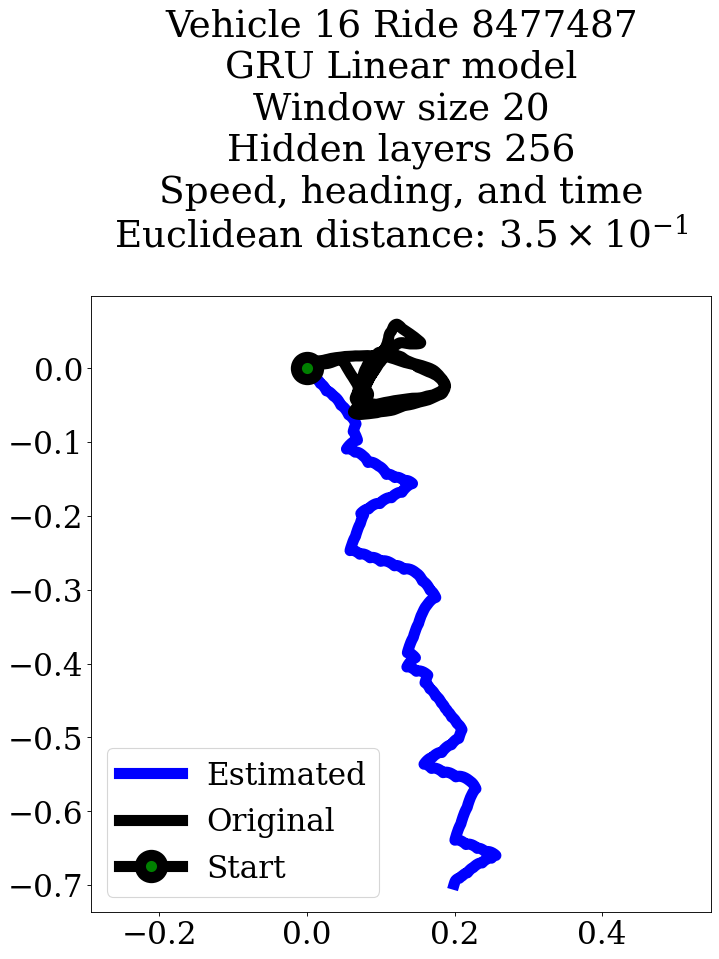 Vehicle 16 Ride 8477487
GRU Linear model
Window size 20
Hidden layers 256
Speed, heading, and time
Euclidean distance: 3.5 × 10⁻¹
0.0
−0.1
−0.2
−0.3
−0.4
−0.5
−0.6
−0.7
Estimated
Original
Start
−0.2 0.0 0.2 0.4